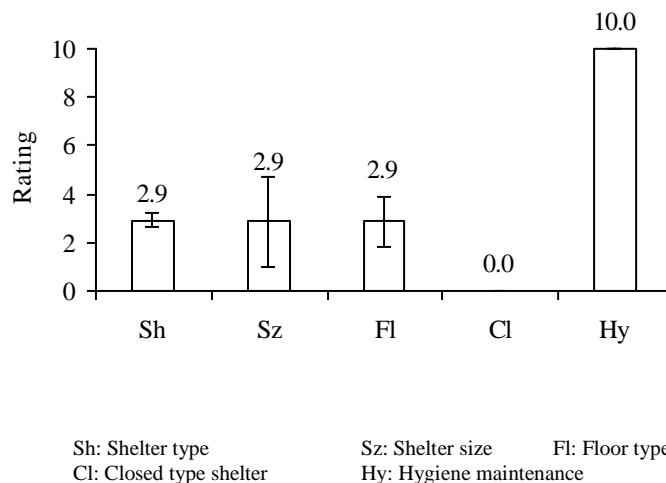 10.0
10
8
6
4
2
0
Rating
2.9
2.9
2.9
0.0
Sh Sz Fl Cl Hy
Sh: Shelter type Sz: Shelter size Fl: Floor type
Cl: Closed type shelter Hy: Hygiene maintenance